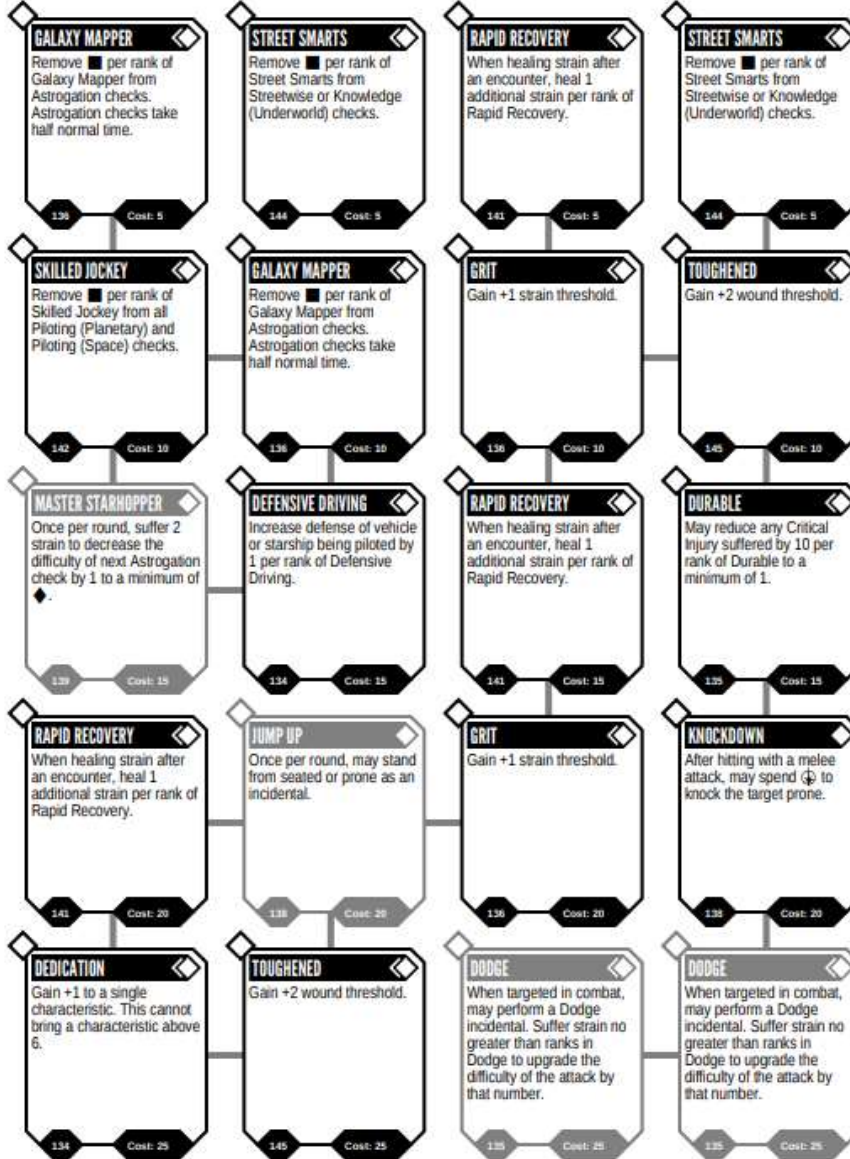 GALAXY MAPPER
Remove ■ per rank of
Galaxy Mapper from
Astrogation checks.
Astrogation checks take
half normal time.
136 Cost: 5
STREET SMARTS
Remove ■ per rank of
Street Smarts from
Streetwise or Knowledge
(Underworld) checks.
144 Cost: 5
RAPID RECOVERY
When healing strain after
an encounter, heal 1
additional strain per rank of
Rapid Recovery.
141 Cost: 5
STREET SMARTS
Remove ■ per rank of
Street Smarts from
Streetwise or Knowledge
(Underworld) checks.
144 Cost: 5
SKILLED JOCKEY
Remove ■ per rank of
Skilled Jockey from all
Piloting (Planetary) and
Piloting (Space) checks.
142 Cost: 10
GALAXY MAPPER
Remove ■ per rank of
Galaxy Mapper from
Astrogation checks.
Astrogation checks take
half normal time.
136 Cost: 10
GRIT
Gain +1 strain threshold.
136 Cost: 10
TOUGHENED
Gain +2 wound threshold.
145 Cost: 10
MASTER STARHOPPER
Once per round, suffer 2
strain to decrease the
difficulty of next Astrogation
check by 1 to a minimum of
♦.
139 Cost: 15
DEFENSIVE DRIVING
Increase defense of vehicle
or starship being piloted by
1 per rank of Defensive
Driving.
134 Cost: 15
RAPID RECOVERY
When healing strain after
an encounter, heal 1
additional strain per rank of
Rapid Recovery.
141 Cost: 15
DURABLE
May reduce any Critical
Injury suffered by 10 per
rank of Durable to a
minimum of 1.
135 Cost: 15
RAPID RECOVERY
When healing strain after
an encounter, heal 1
additional strain per rank of
Rapid Recovery.
141 Cost: 20
JUMP UP
Once per round, may stand
from seated or prone as an
incidental.
138 Cost: 20
GRIT
Gain +1 strain threshold.
136 Cost: 20
KNOCKDOWN
After hitting with a melee
attack, may spend to
knock the target prone.
138 Cost: 20
DEDICATION
Gain +1 to a single
characteristic. This cannot
bring a characteristic above
6.
134 Cost: 25
TOUGHENED
Gain +2 wound threshold.
145 Cost: 25
DODGE
When targeted in combat,
may perform a Dodge
incidental. Suffer strain no
greater than ranks in
Dodge to upgrade the
difficulty of the attack by
that number.
135 Cost: 25
DODGE
When targeted in combat,
may perform a Dodge
incidental. Suffer strain no
greater than ranks in
Dodge to upgrade the
difficulty of the attack by
that number.
135 Cost: 25